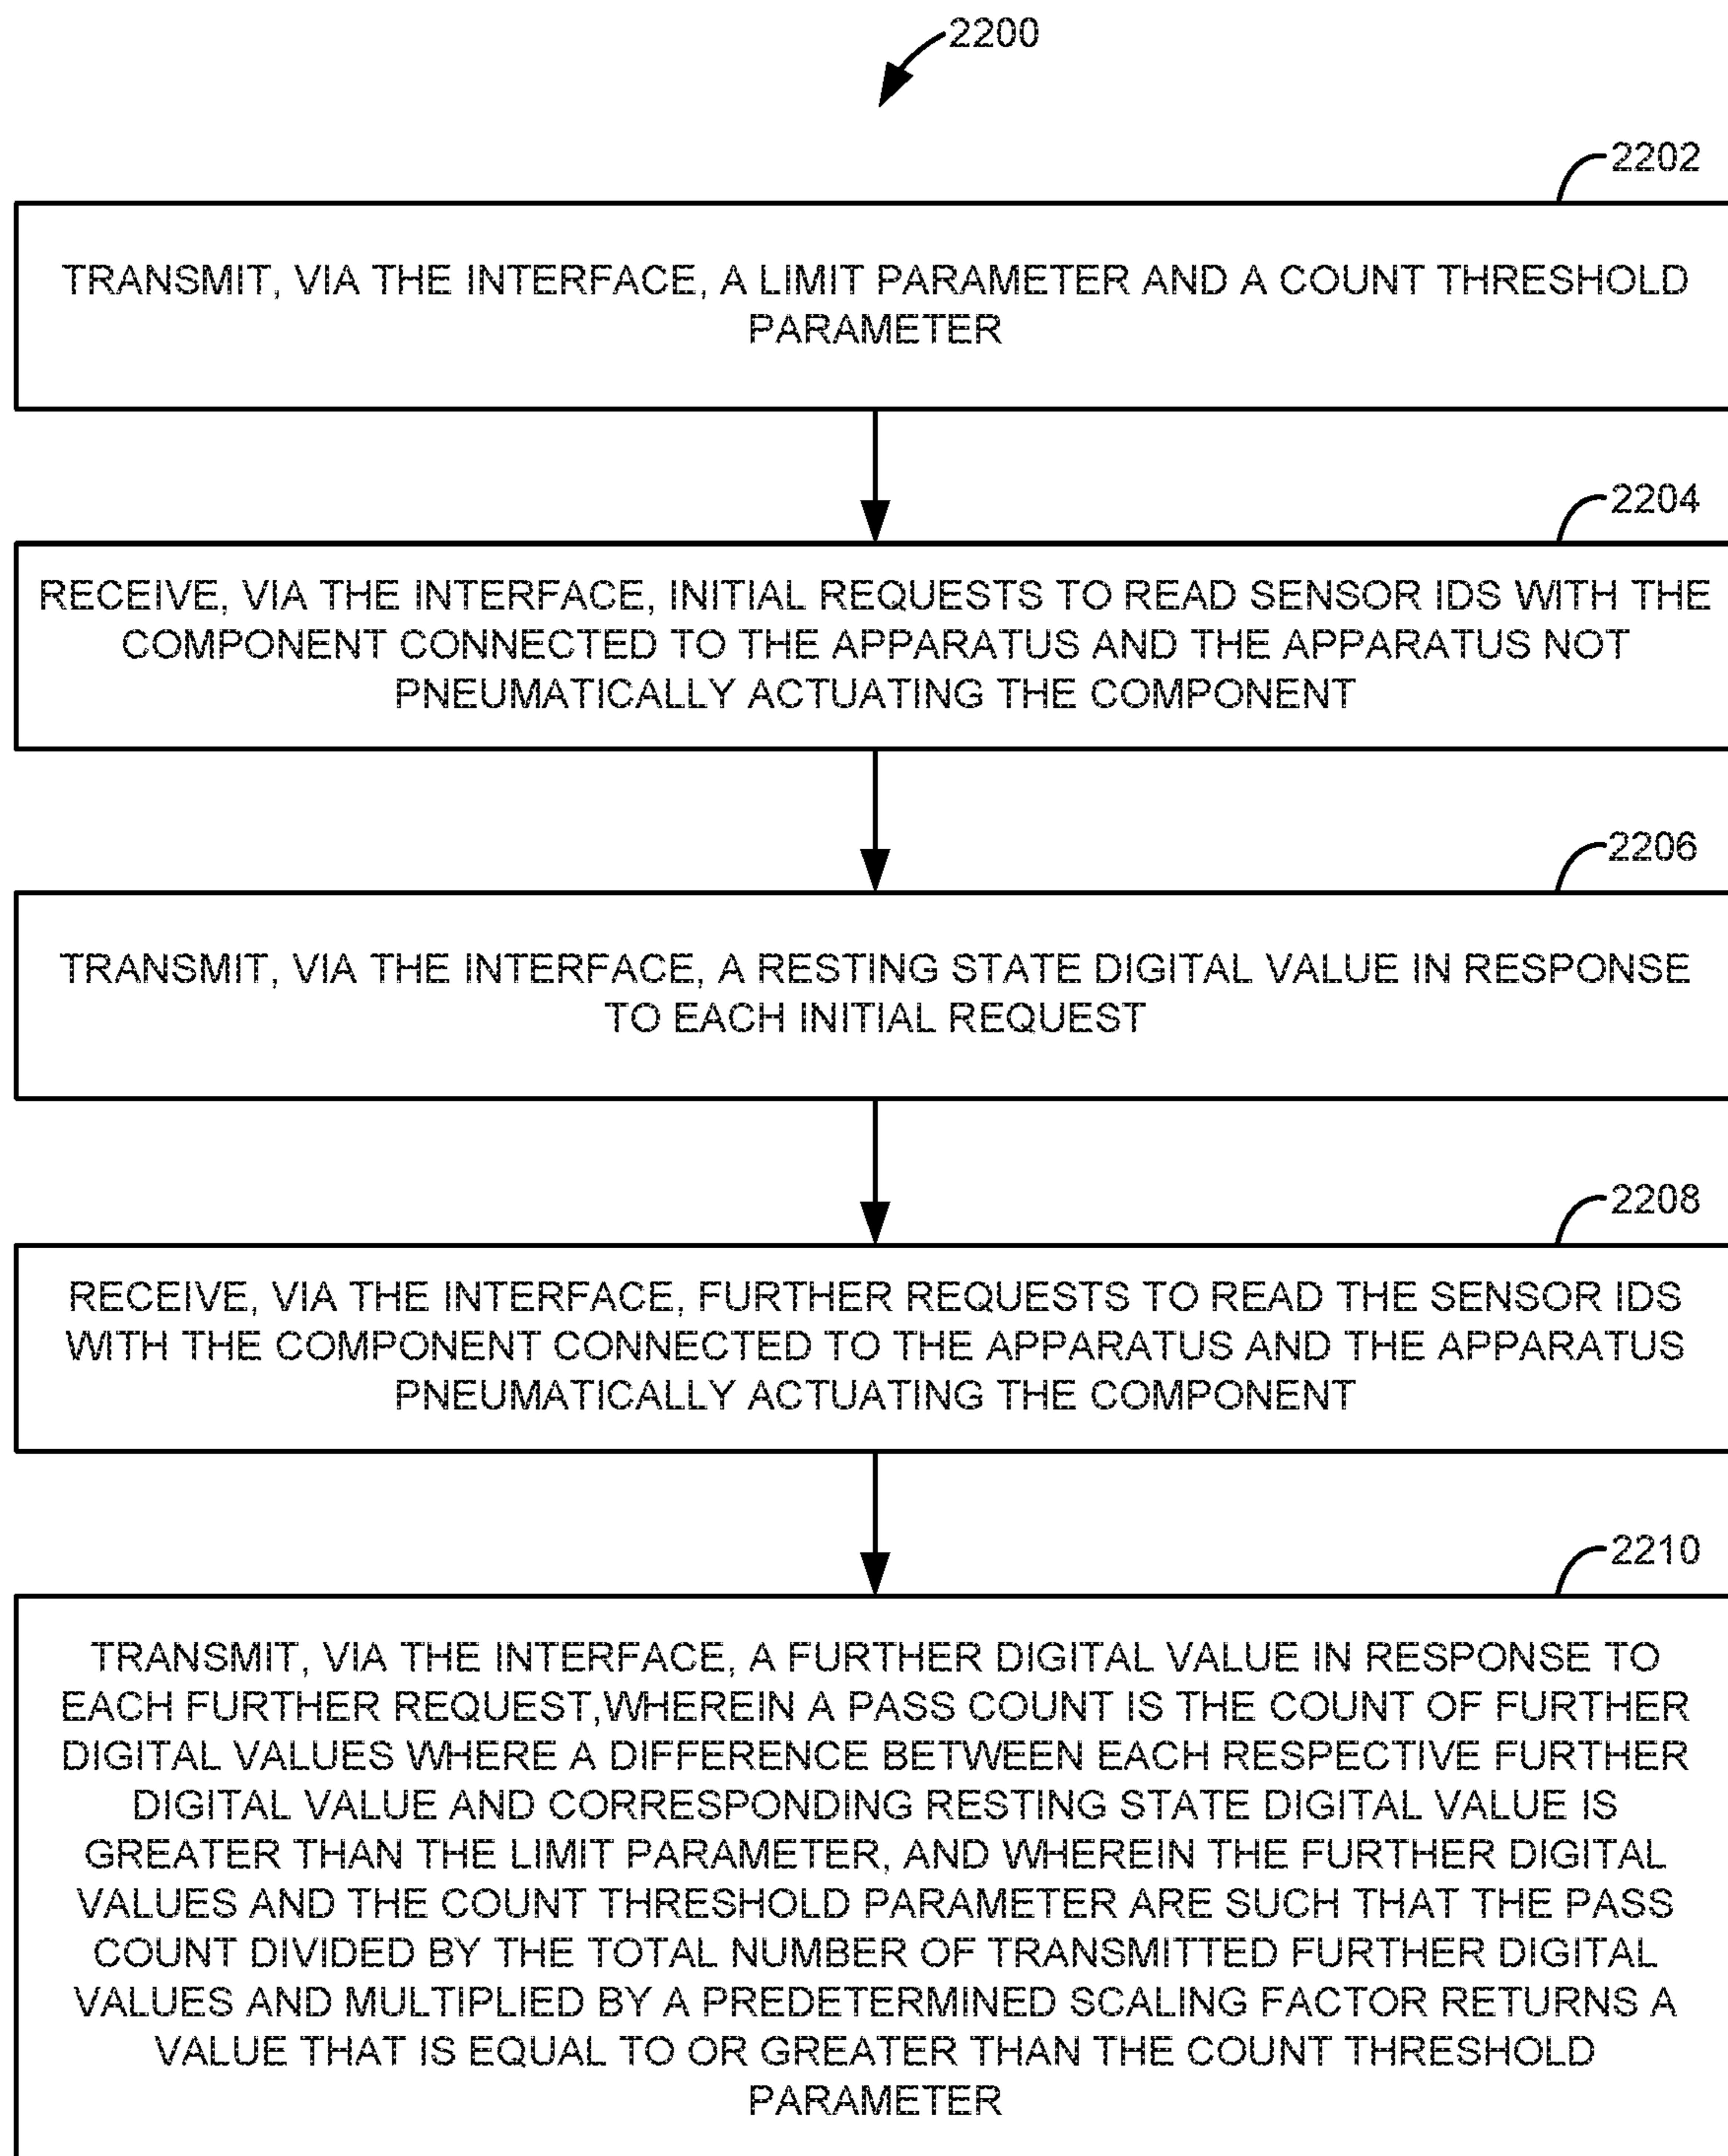 2200
2202
TRANSMIT, VIA THE INTERFACE, A LIMIT PARAMETER AND A COUNT THRESHOLD
PARAMETER
2204
RECEIVE, VIA THE INTERFACE, INITIAL REQUESTS TO READ SENSOR IDS WITH THE
COMPONENT CONNECTED TO THE APPARATUS AND THE APPARATUS NOT
PNEUMATICALLY ACTUATING THE COMPONENT
2206
TRANSMIT, VIA THE INTERFACE, A RESTING STATE DIGITAL VALUE IN RESPONSE
TO EACH INITIAL REQUEST
2208
RECEIVE, VIA THE INTERFACE, FURTHER REQUESTS TO READ THE SENSOR IDS
WITH THE COMPONENT CONNECTED TO THE APPARATUS AND THE APPARATUS
PNEUMATICALLY ACTUATING THE COMPONENT
2210
TRANSMIT, VIA THE INTERFACE, A FURTHER DIGITAL VALUE IN RESPONSE TO
EACH FURTHER REQUEST,WHEREIN A PASS COUNT IS THE COUNT OF FURTHER
DIGITAL VALUES WHERE A DIFFERENCE BETWEEN EACH RESPECTIVE FURTHER
DIGITAL VALUE AND CORRESPONDING RESTING STATE DIGITAL VALUE IS
GREATER THAN THE LIMIT PARAMETER, AND WHEREIN THE FURTHER DIGITAL
VALUES AND THE COUNT THRESHOLD PARAMETER ARE SUCH THAT THE PASS
COUNT DIVIDED BY THE TOTAL NUMBER OF TRANSMITTED FURTHER DIGITAL
VALUES AND MULTIPLIED BY A PREDETERMINED SCALING FACTOR RETURNS A
VALUE THAT IS EQUAL TO OR GREATER THAN THE COUNT THRESHOLD
PARAMETER